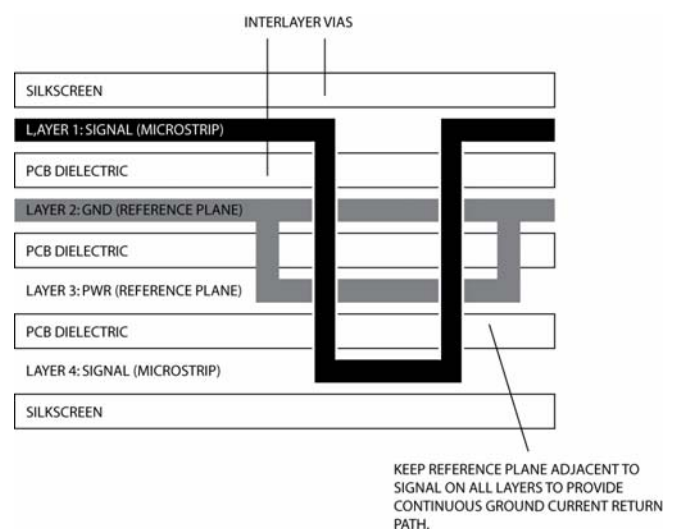 INTERLAYER VIAS
SILKSCREEN
L,AYER 1: SIGNAL (MICROSTRIP)
PCB DIELECTRIC
LAYER 2: GND (REFERENCE PLANE)
PCB DIELECTRIC
LAYER 3: PWR (REFERENCE PLANE)
PCB DIELECTRIC
LAYER 4: SIGNAL (MICROSTRIP)
SILKSCREEN
KEEP REFERENCE PLANE ADJACENT TO
SIGNAL ON ALL LAYERS TO PROVIDE
CONTINUOUS GROUND CURRENT RETURN
PATH.